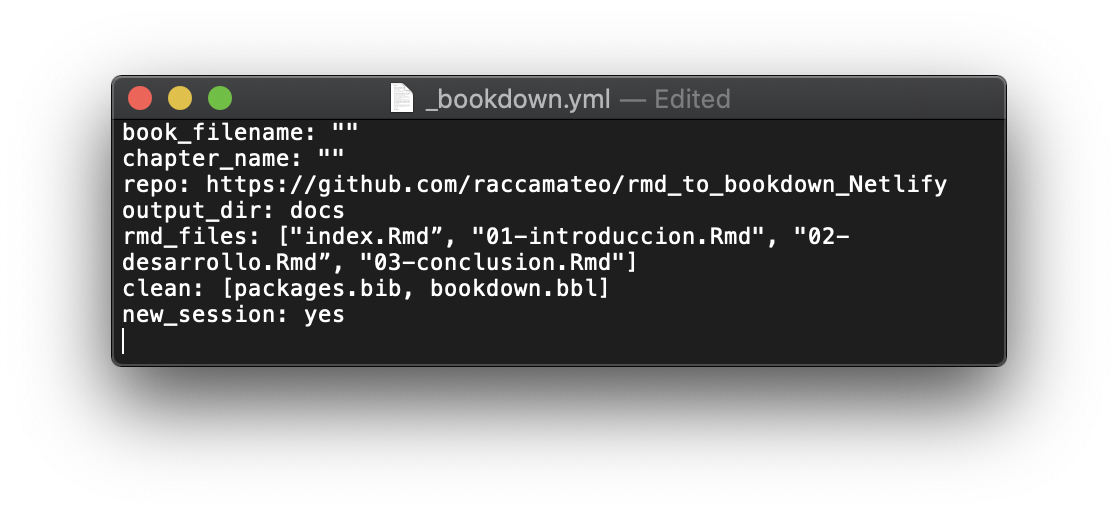 _bookdown.yml — Edited
book_filename: ""
chapter_name: ""
repo: https://github.com/raccamateo/rmd_to_bookdown_Netlify
output_dir: docs
rmd_files: ["index.Rmd”, "01-introduccion.Rmd", "02-
desarrollo.Rmd”, "03-conclusion.Rmd"]
clean: [packages.bib, bookdown.bbl]
new_session: yes